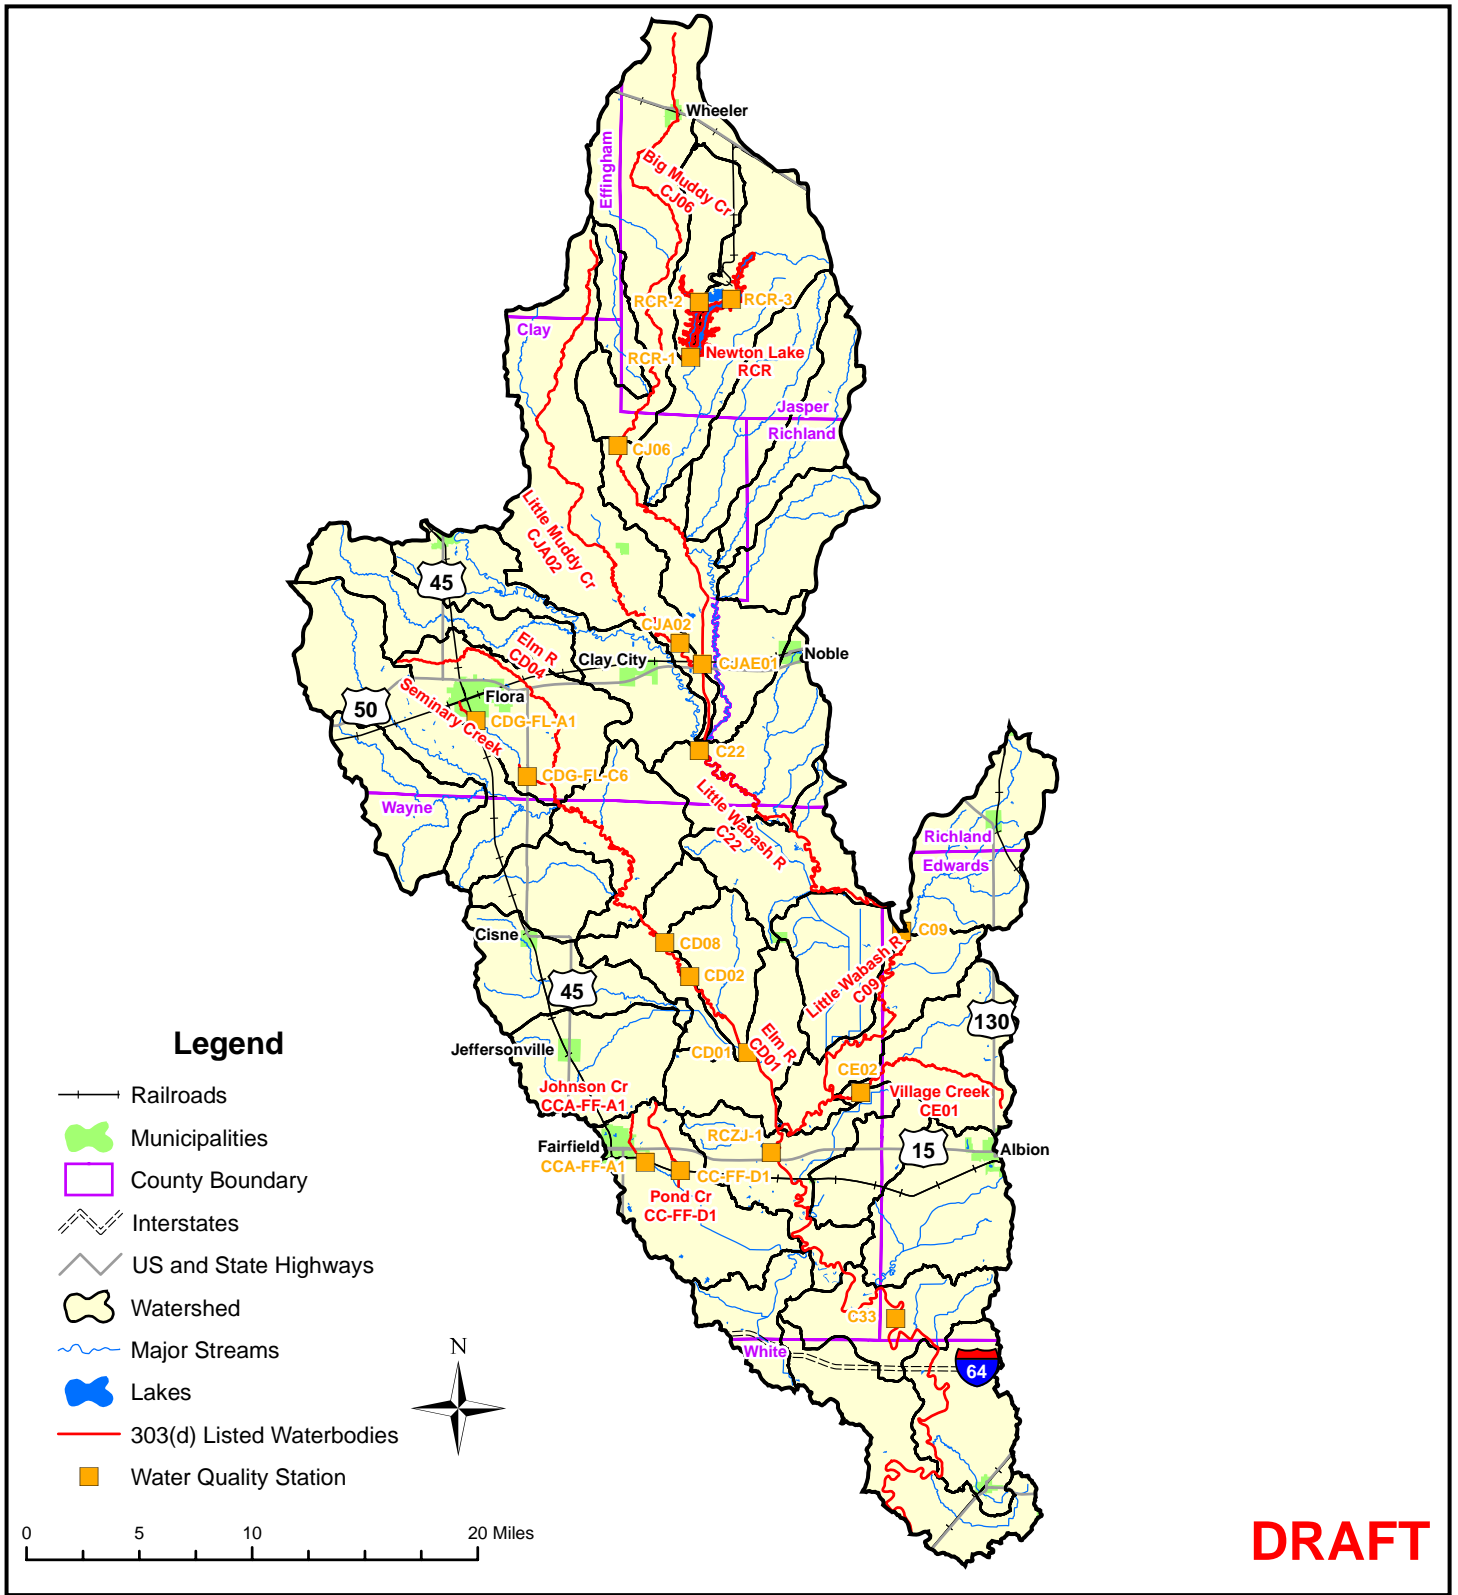 Wheeler
Effingham
Big Muddy Cr
CJ06
RCR-2
RCR-3
Clay
RCR-1
Newton Lake
RCR
Jasper
Richland
CJ06
Little Muddy Cr
CJA02
45
CJA02
Elm R
CD04
Clay City
CJAE01
Noble
Seminary Creek
Flora
50
CDG-FL-A1
C22
CDG-FL-C6
Little Wabash R
C22
Wayne
Richland
Edwards
Cisne
CD08
C09
Little Wabash R
C09
CD02
45
130
Elm R
CD01
CD01
Jeffersonville
CE02
Johnson Cr
CCA-FF-A1
Village Creek
CE01
RCZJ-1
Fairfield
15
Albion
CCA-FF-A1
CC-FF-D1
Pond Cr
CC-FF-D1
C33
White
64
Legend
Railroads
Municipalities
County Boundary
Interstates
US and State Highways
Watershed
Major Streams
Lakes
303(d) Listed Waterbodies
Water Quality Station
N
0 5 10 20 Miles
DRAFT